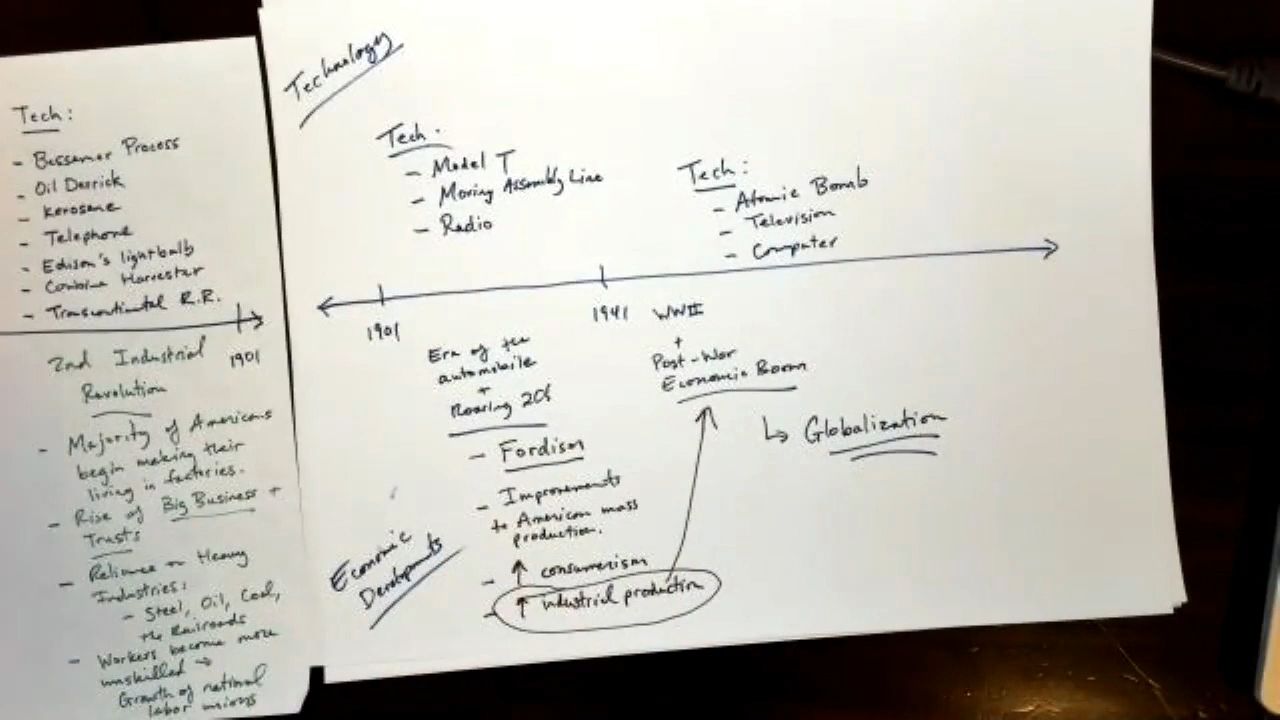 Tech:
- Bessemer Process
- Oil Derrick
- Kerosene
- Telephone
- Edison's lightbulb
- Combine Harvester
- Transcontinental R.R.
1901
2nd Industrial
Revolution
- Majority of Americans
begin making their
living in factories.
- Rise of Big Business +
Trusts
- Reliance on Heavy
Industries:
- Steel, Oil, Coal,
the Railroads
- Workers become more
unskilled →
Growth of national
labor unions
Technology
Tech.
- Model T
- Moving Assembly Line
- Radio
Tech:
- Atomic Bomb
- Television
- Computer
1901
1941
WWII
+
Post-War
Economic Boom
↳ Globalization
Era of the
automobile
+
Roaring 20s
- Fordism
- Improvements
to American mass
production.
- ↑ consumerism
- ↑ industrial production
Economic
Developments